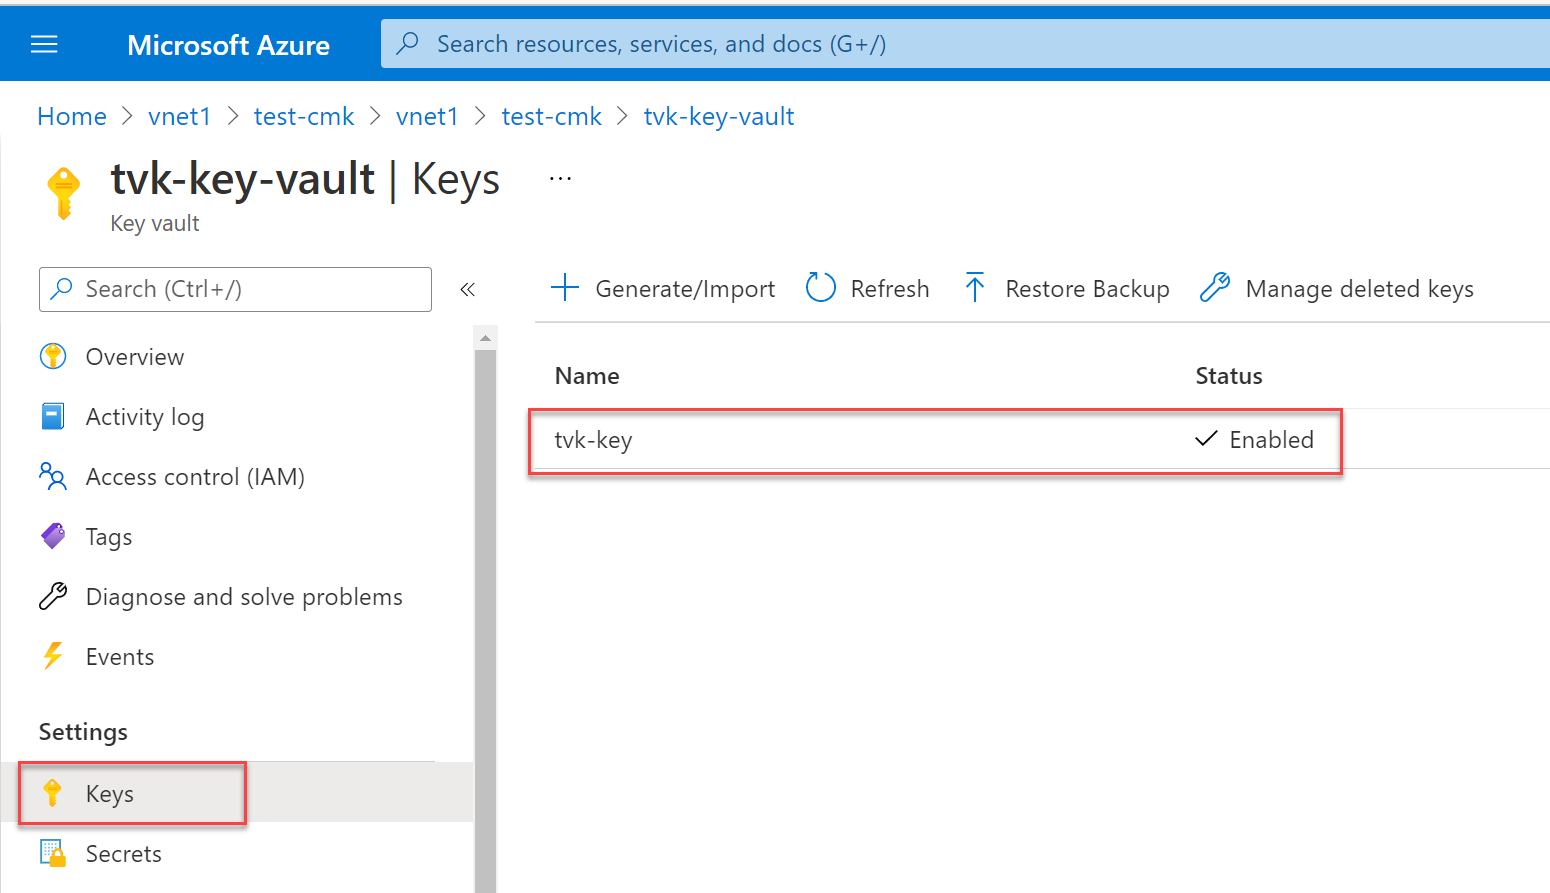 Microsoft Azure
Search resources, services, and docs (G+/)
Home > vnet1 > test-cmk > vnet1 > test-cmk > tvk-key-vault
tvk-key-vault | Keys ...
Key vault
Search (Ctrl+/) «
Generate/Import Refresh Restore Backup Manage deleted keys
Overview
Activity log
Access control (IAM)
Tags
Diagnose and solve problems
Events
Settings
Keys
Secrets
Name Status
tvk-key Enabled